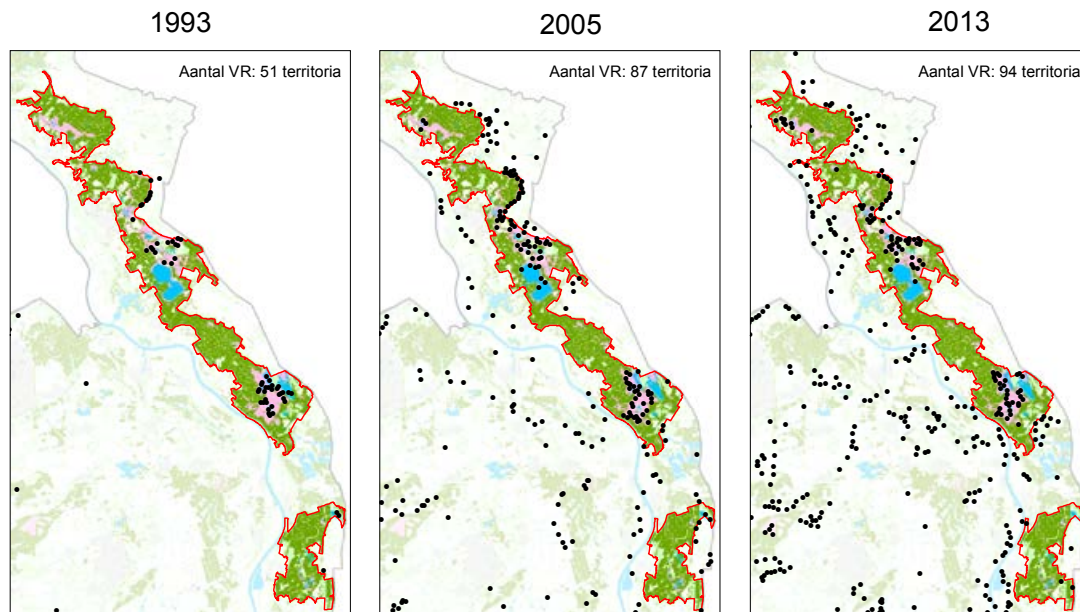 1993
2005
2013
Aantal VR: 51 territoria
Aantal VR: 87 territoria
Aantal VR: 94 territoria